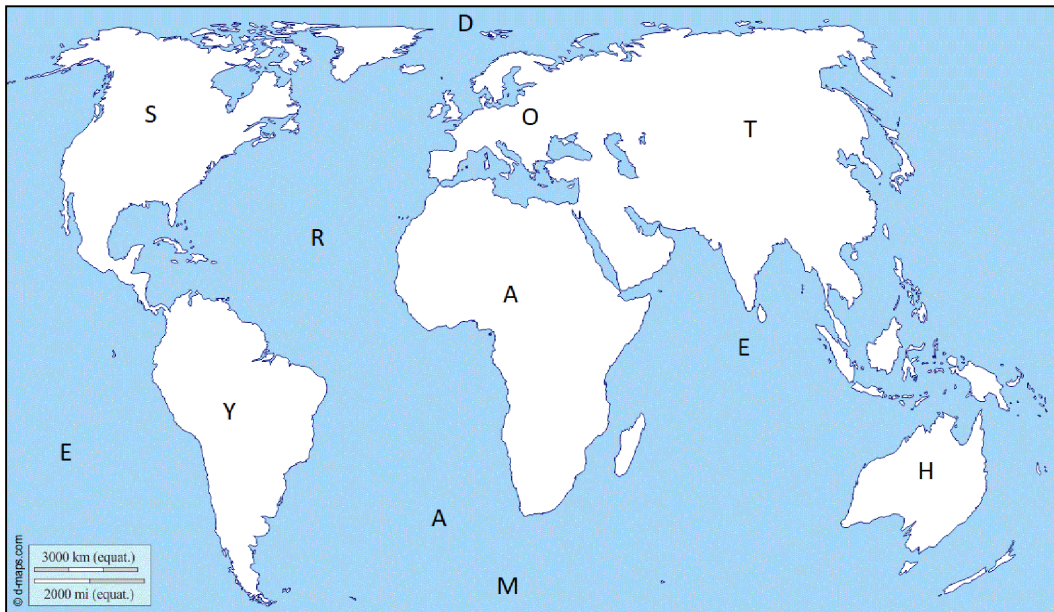 D
S
O
T
R
A
E
Y
E
H
A
M
3000 km (equat.)
2000 mi (equat.)
© d-maps.com